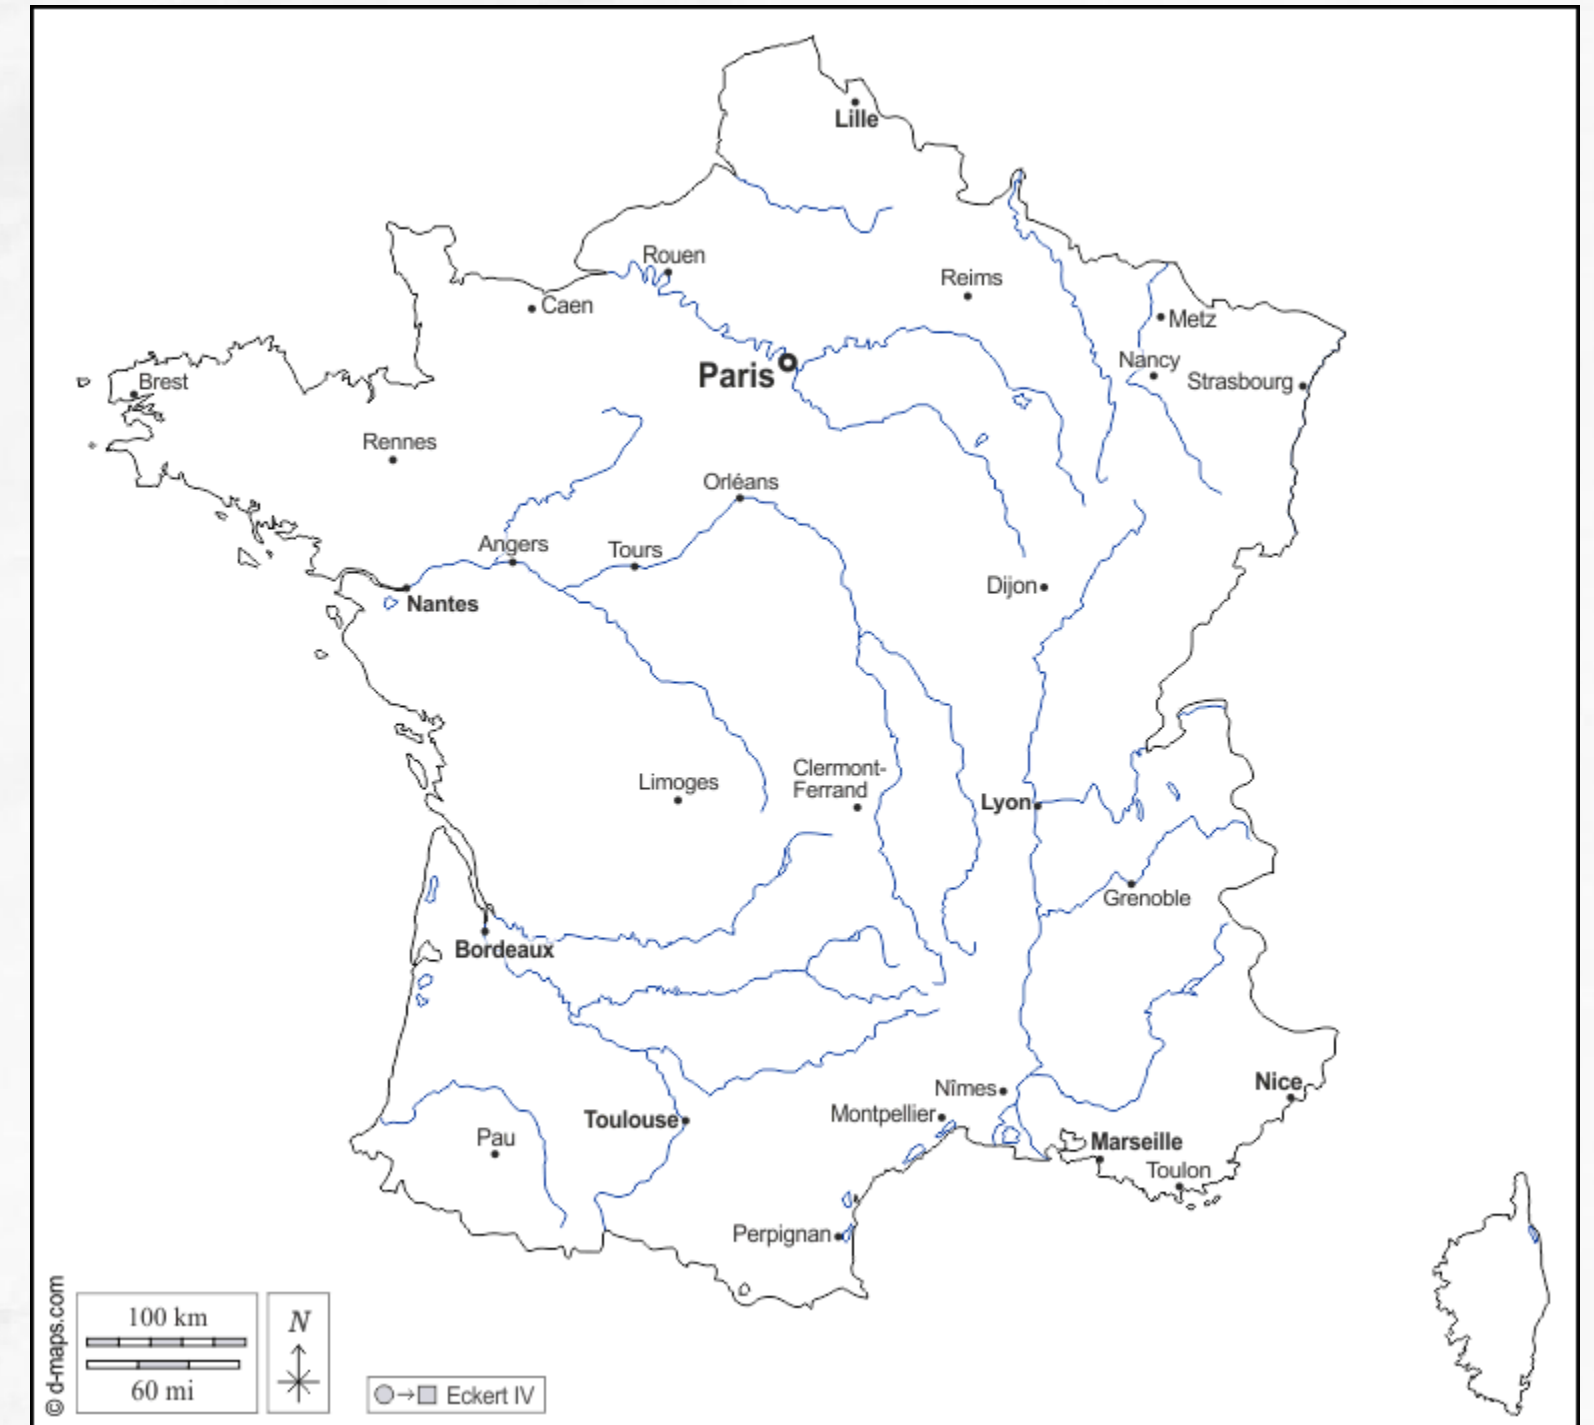 Lille
Rouen
Reims
Caen
Metz
Paris
Nancy
Brest
Strasbourg
Rennes
Orléans
Angers
Tours
Dijon
Nantes
Limoges
Clermont-
Ferrand
Lyon
Grenoble
Bordeaux
Nîmes
Nice
Montpellier
Toulouse
Pau
Marseille
Toulon
Perpignan
© d-maps.com
100 km
60 mi
N
Eckert IV